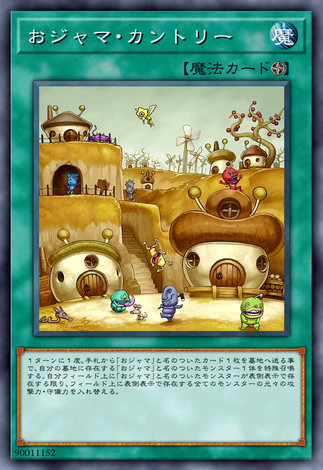 おジャマ・カントリー
魔
【魔法カード】
1ターンに1度、手札から「おジャマ」と名のついたカード1枚を墓地へ送る事
で、自分の墓地に存在する「おジャマ」と名のついたモンスター1体を特殊召喚
する。自分フィールド上に「おジャマ」と名のついたモンスターが表側表示で存
在する限り、フィールド上に表側表示で存在する全てのモンスターの元々の攻
撃力・守備力を入れ替える。
90011152